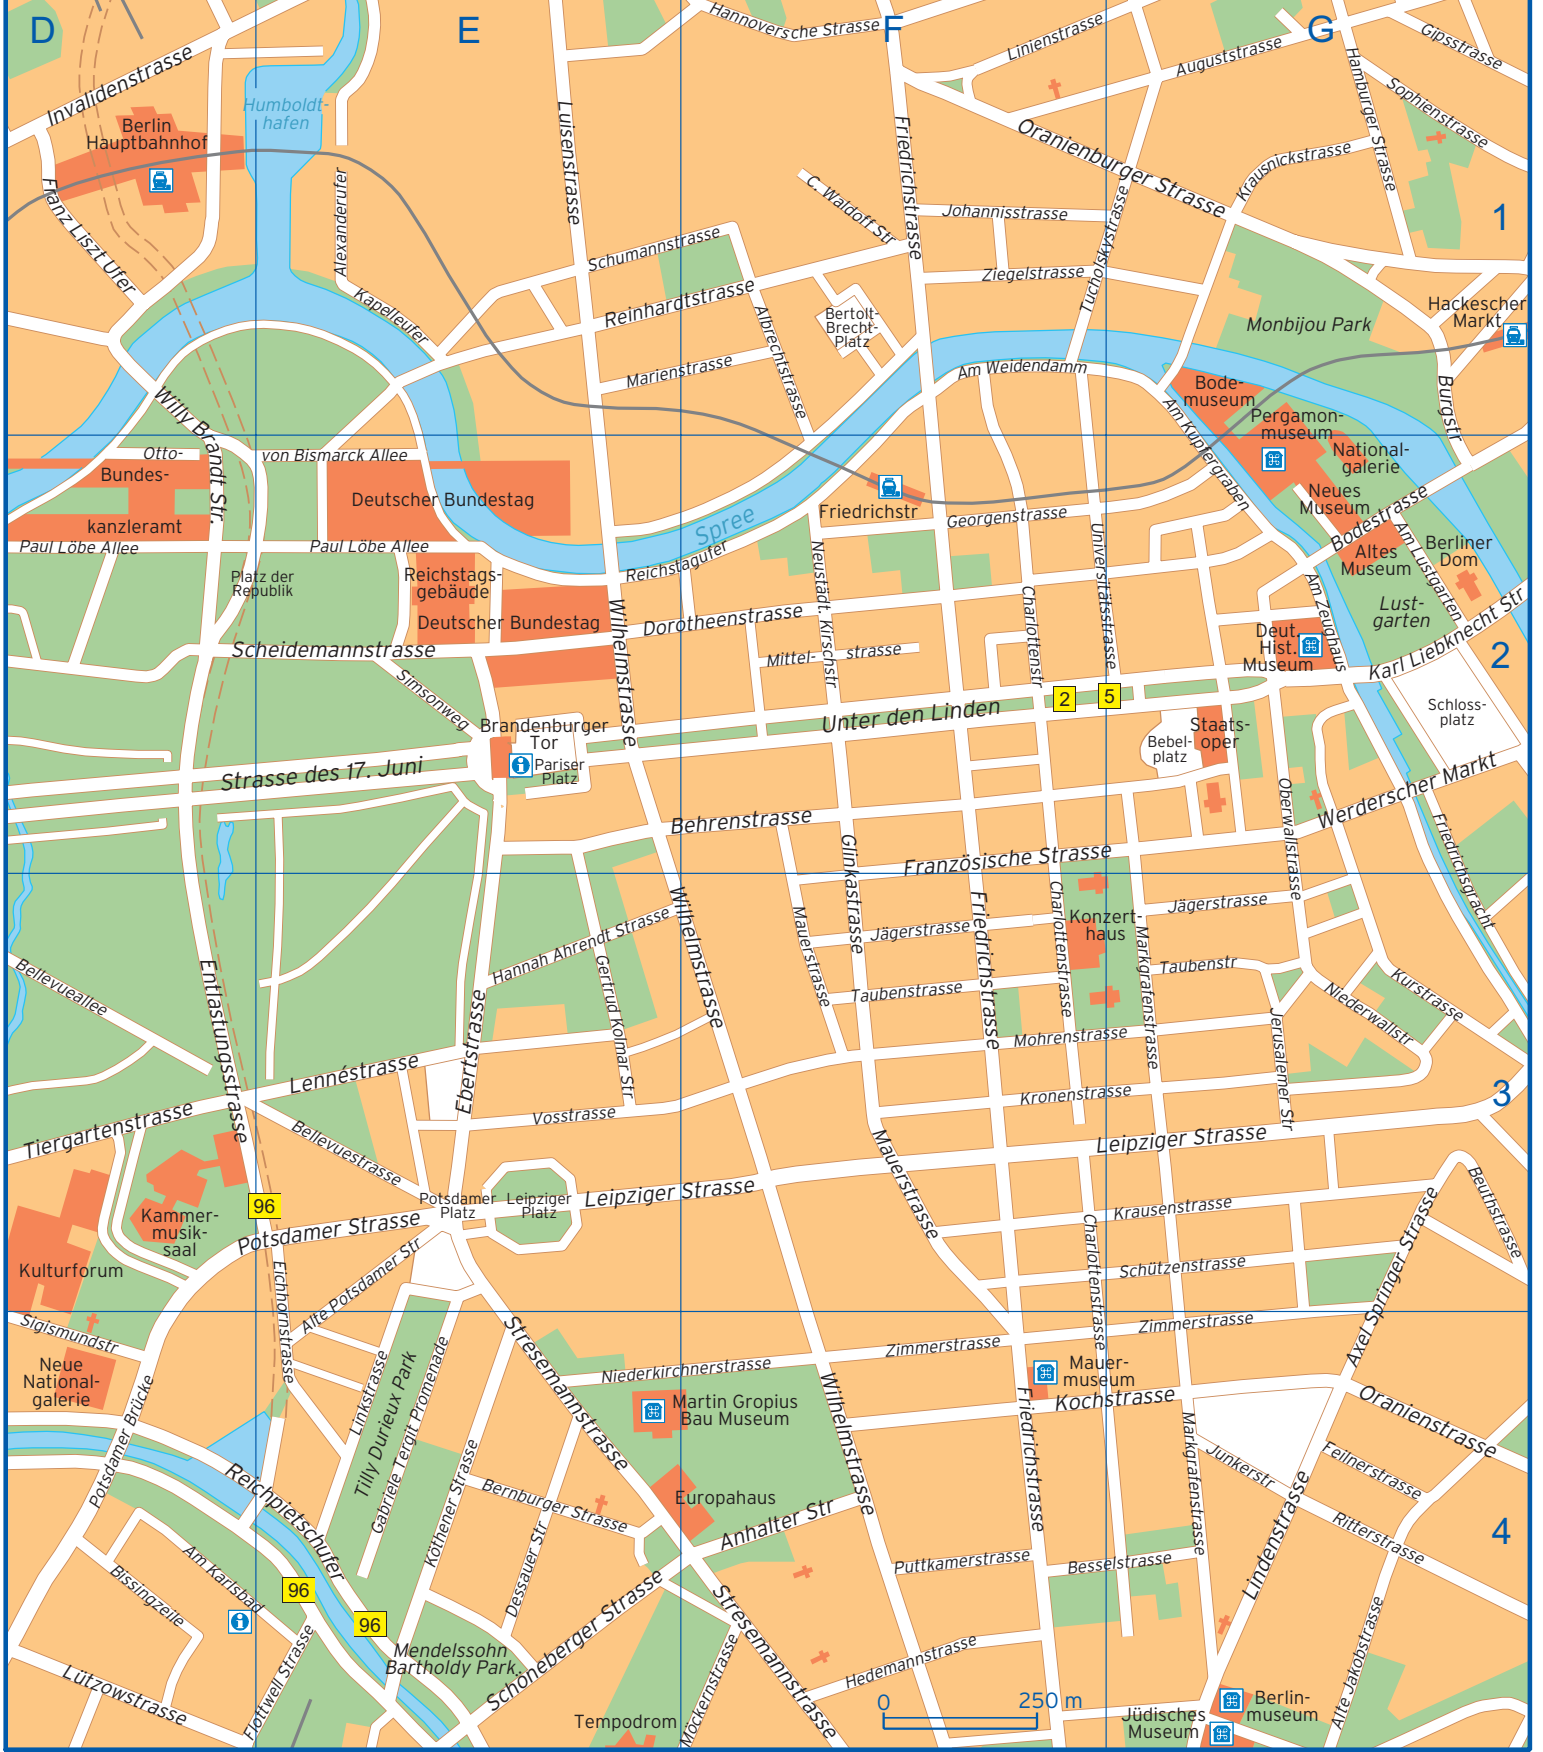 D
E
F
G
Hannoversche Strasse
Linienstrasse
Auguststrasse
Gipsstrasse
Invalidenstrasse
Humboldt-
hafen
Hamburger Strasse
Sophienstrasse
Berlin
Hauptbahnhof
Luisenstrasse
Friedrichstrasse
Oranienburger Strasse
Krausnickstrasse
Franz Liszt Ufer
Alexanderufer
C. Waldoff Str
Johannisstrasse
Tucholskystrasse
1
Schumannstrasse
Ziegelstrasse
Kapelleufer
Reinhardtstrasse
Albrechtstrasse
Bertolt-
Brecht-
Platz
Monbijou Park
Hackescher
Markt
Marienstrasse
Am Weidendamm
Bode-
museum
Burgstr
Willy Brandt Str.
Am Kupfergraben
Pergamon-
museum
Otto-
von Bismarck Allee
National-
galerie
Bundes-
kanzleramt
Deutscher Bundestag
Friedrichstr
Neues
Museum
Bodestrasse
Spree
Georgenstrasse
Universitätsstrasse
Paul Löbe Allee
Paul Löbe Allee
Reichstagufer
Neustädt. Kirschstr
Altes
Museum
Am Lustgarten
Berliner
Dom
Platz der
Republik
Reichstags-
gebäude
Deutscher Bundestag
Wilhelmstrasse
Dorotheenstrasse
Charlottenstr
Am Zeughaus
Lust-
garten
Karl Liebknecht Str
Scheidemannstrasse
Mittel-
strasse
Deut.
Hist.
Museum
2
Simsonweg
Unter den Linden
2
5
Schloss-
platz
Brandenburger
Tor
Pariser
Platz
Bebel-
platz
Staats-
oper
Strasse des 17. Juni
Oberwallstrasse
Werderscher Markt
Behrenstrasse
Glinkastrasse
Französische Strasse
Friedrichsgracht
Wilhelmstrasse
Mauerstrasse
Jägerstrasse
Friedrichstrasse
Charlottenstrasse
Konzert-
haus
Jägerstrasse
Markgrafenstrasse
Hannah Ahrendt Strasse
Gertrud Kolmar Str
Bellevueallee
Entlastungsstrasse
Taubenstrasse
Taubenstr
Niederwallstr
Kurstrasse
Ebertstrasse
Mohrenstrasse
Jerusalemer Str
Lennéstrasse
Kronenstrasse
3
Tiergartenstrasse
Vosstrasse
Bellevuestrasse
Mauerstrasse
Leipziger Strasse
96
Potsdamer
Platz
Leipziger
Platz
Leipziger Strasse
Beuthstrasse
Kammer-
musik-
saal
Potsdamer Strasse
Krausenstrasse
Kulturforum
Eichhornstrasse
Alte Potsdamer Str
Charlottenstrasse
Schützenstrasse
Axel Springer Strasse
Sigismundstr
Stresemannstrasse
Zimmerstrasse
Zimmerstrasse
Neue
National-
galerie
Linkstrasse
Tilly Durieux Park
Gabriele Tergit Promenade
Niederkirchnerstrasse
Mauer-
museum
Kochstrasse
Oranienstrasse
Martin Gropius
Bau Museum
Wilhelmstrasse
Friedrichstrasse
Markgrafenstrasse
Potsdamer Brücke
Reichpietschufer
Köthener Strasse
Bernburger Strasse
Europahaus
Anhalter Str
Junkerstr
Feilnerstrasse
Lindenstrasse
Ritterstrasse
4
Am Karlsbad
Bissingzeile
Dessauer Str
Puttkamerstrasse
Besselstrasse
96
96
Schöneberger Strasse
Stresemannstrasse
Alte Jakobstrasse
Flottwell Strasse
Mendelssohn
Bartholdy Park.
Möckernstrasse
Hedemannstrasse
Lützowstrasse
0
250 m
Tempodrom
Jüdisches
Museum
Berlin-
museum